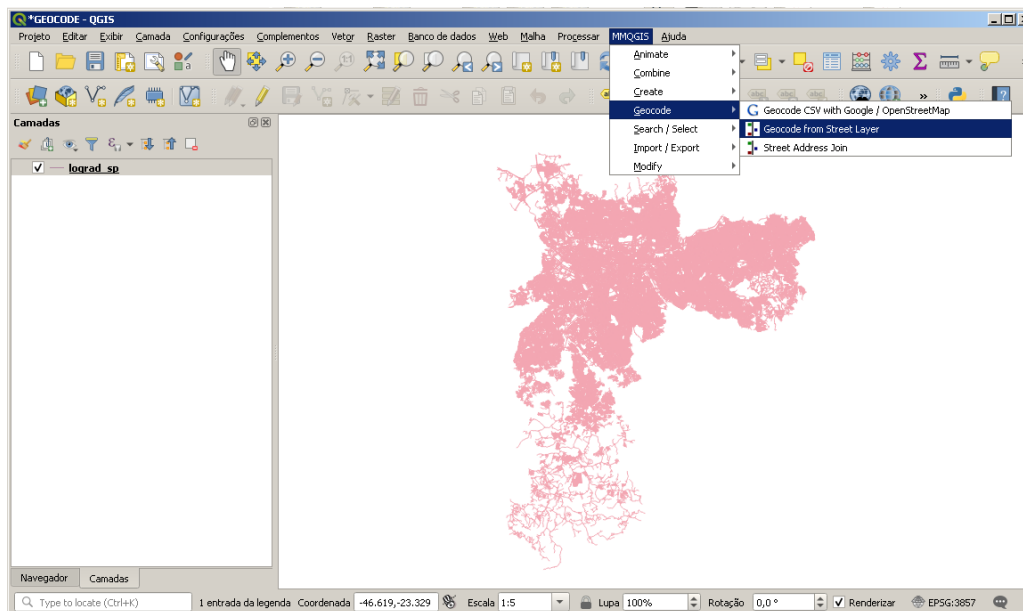 *GEOCODE - QGIS
Projeto Editar Exibir Camada Configurações Complementos Vetor Raster Banco de dados Web Malha Processar MMQGIS Ajuda
Animate
Combine
Create
Geocode
Search / Select
Import / Export
Modify
Geocode CSV with Google / OpenStreetMap
Geocode from Street Layer
Street Address Join
Camadas
lograd_sp
Navegador Camadas
Type to locate (Ctrl+K) 1 entrada da legenda Coordenada -46.619,-23.329 Escala 1:5 Lupa 100% Rotação 0,0 ° Renderizar EPSG:3857